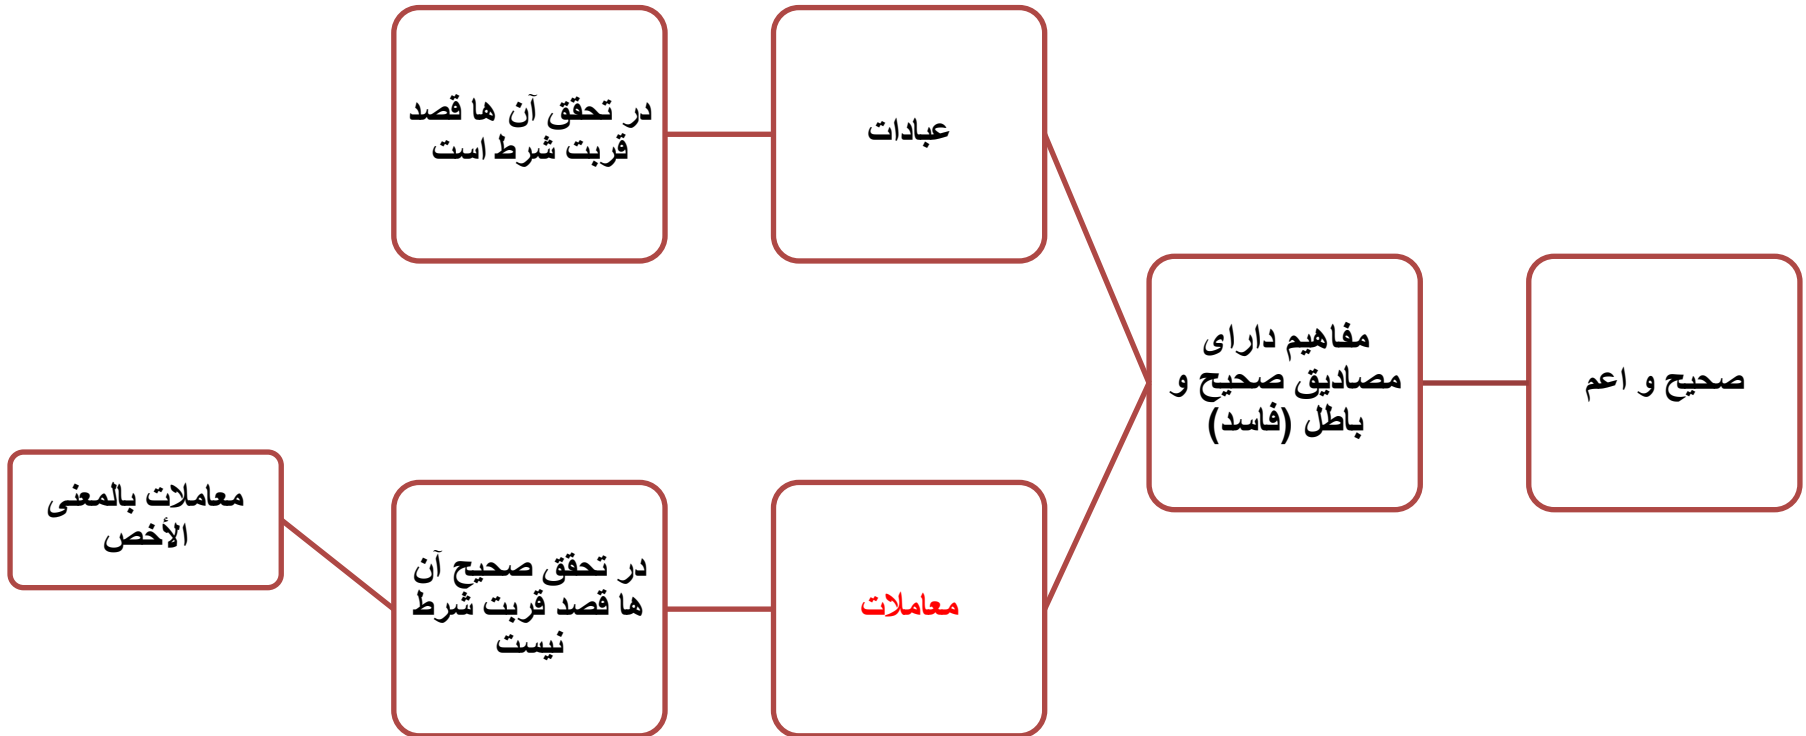 صحیح و اعم
مفاهیم دارای
مصادیق صحیح و
باطل (فاسد)
عبادات
در تحقق آن ها قصد
قربت شرط است
معاملات
در تحقق صحیح آن
ها قصد قربت شرط
نیست
معاملات بالمعنی
الأخص